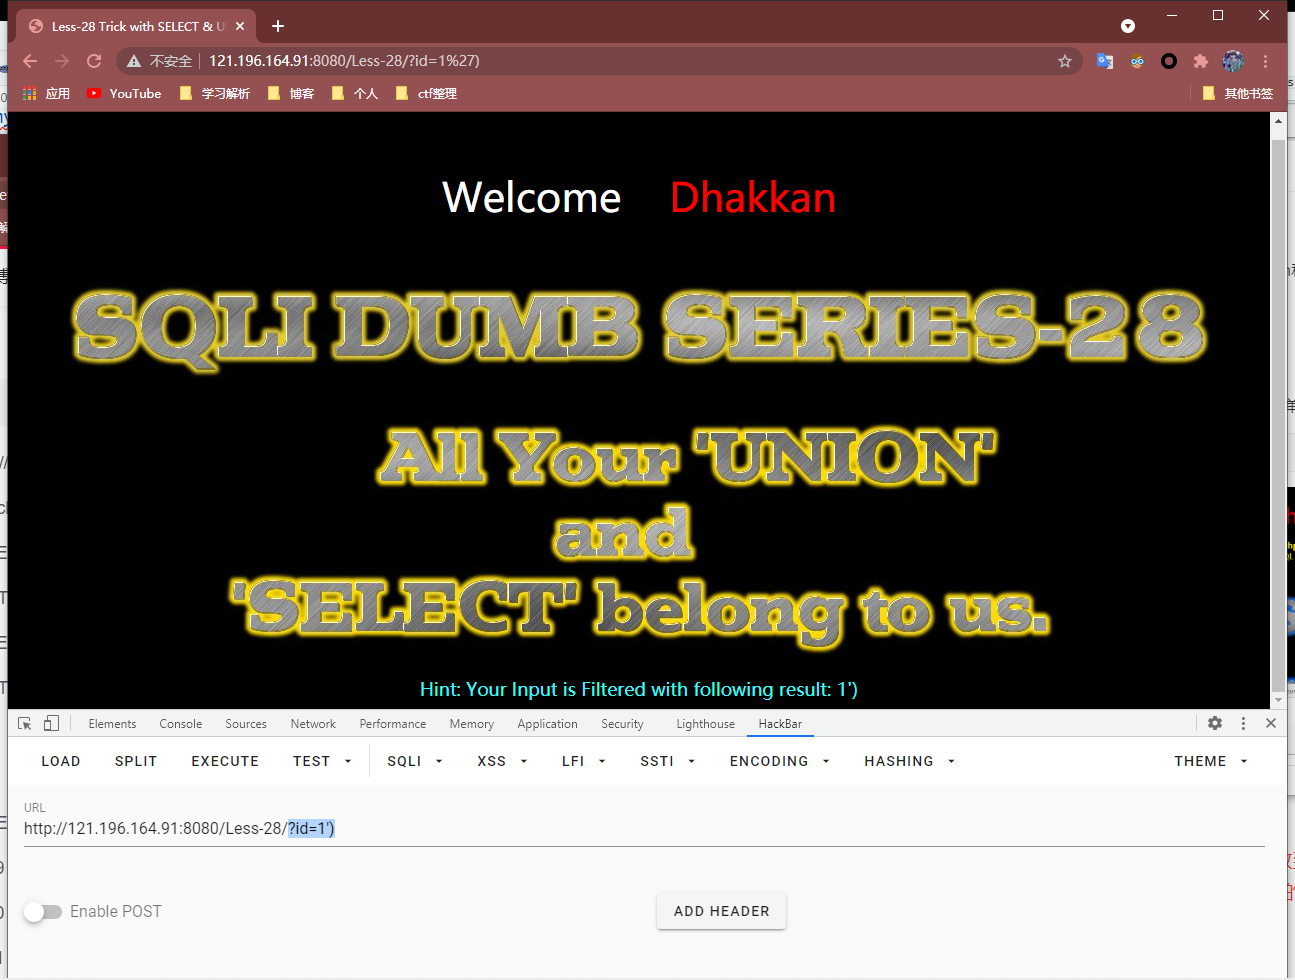 Less-28 Trick with SELECT & U
不安全 121.196.164.91:8080/Less-28/?id=1%27)
应用 YouTube 学习解析 博客 个人 ctf整理 其他书签
Welcome Dhakkan
SQLI DUMB SERIES-28
All Your 'UNION'
and
'SELECT' belong to us.
Hint: Your Input is Filtered with following result: 1')
Elements Console Sources Network Performance Memory Application Security Lighthouse HackBar
LOAD SPLIT EXECUTE TEST SQLI XSS LFI SSTI ENCODING HASHING THEME
URL
http://121.196.164.91:8080/Less-28/?id=1')
Enable POST ADD HEADER